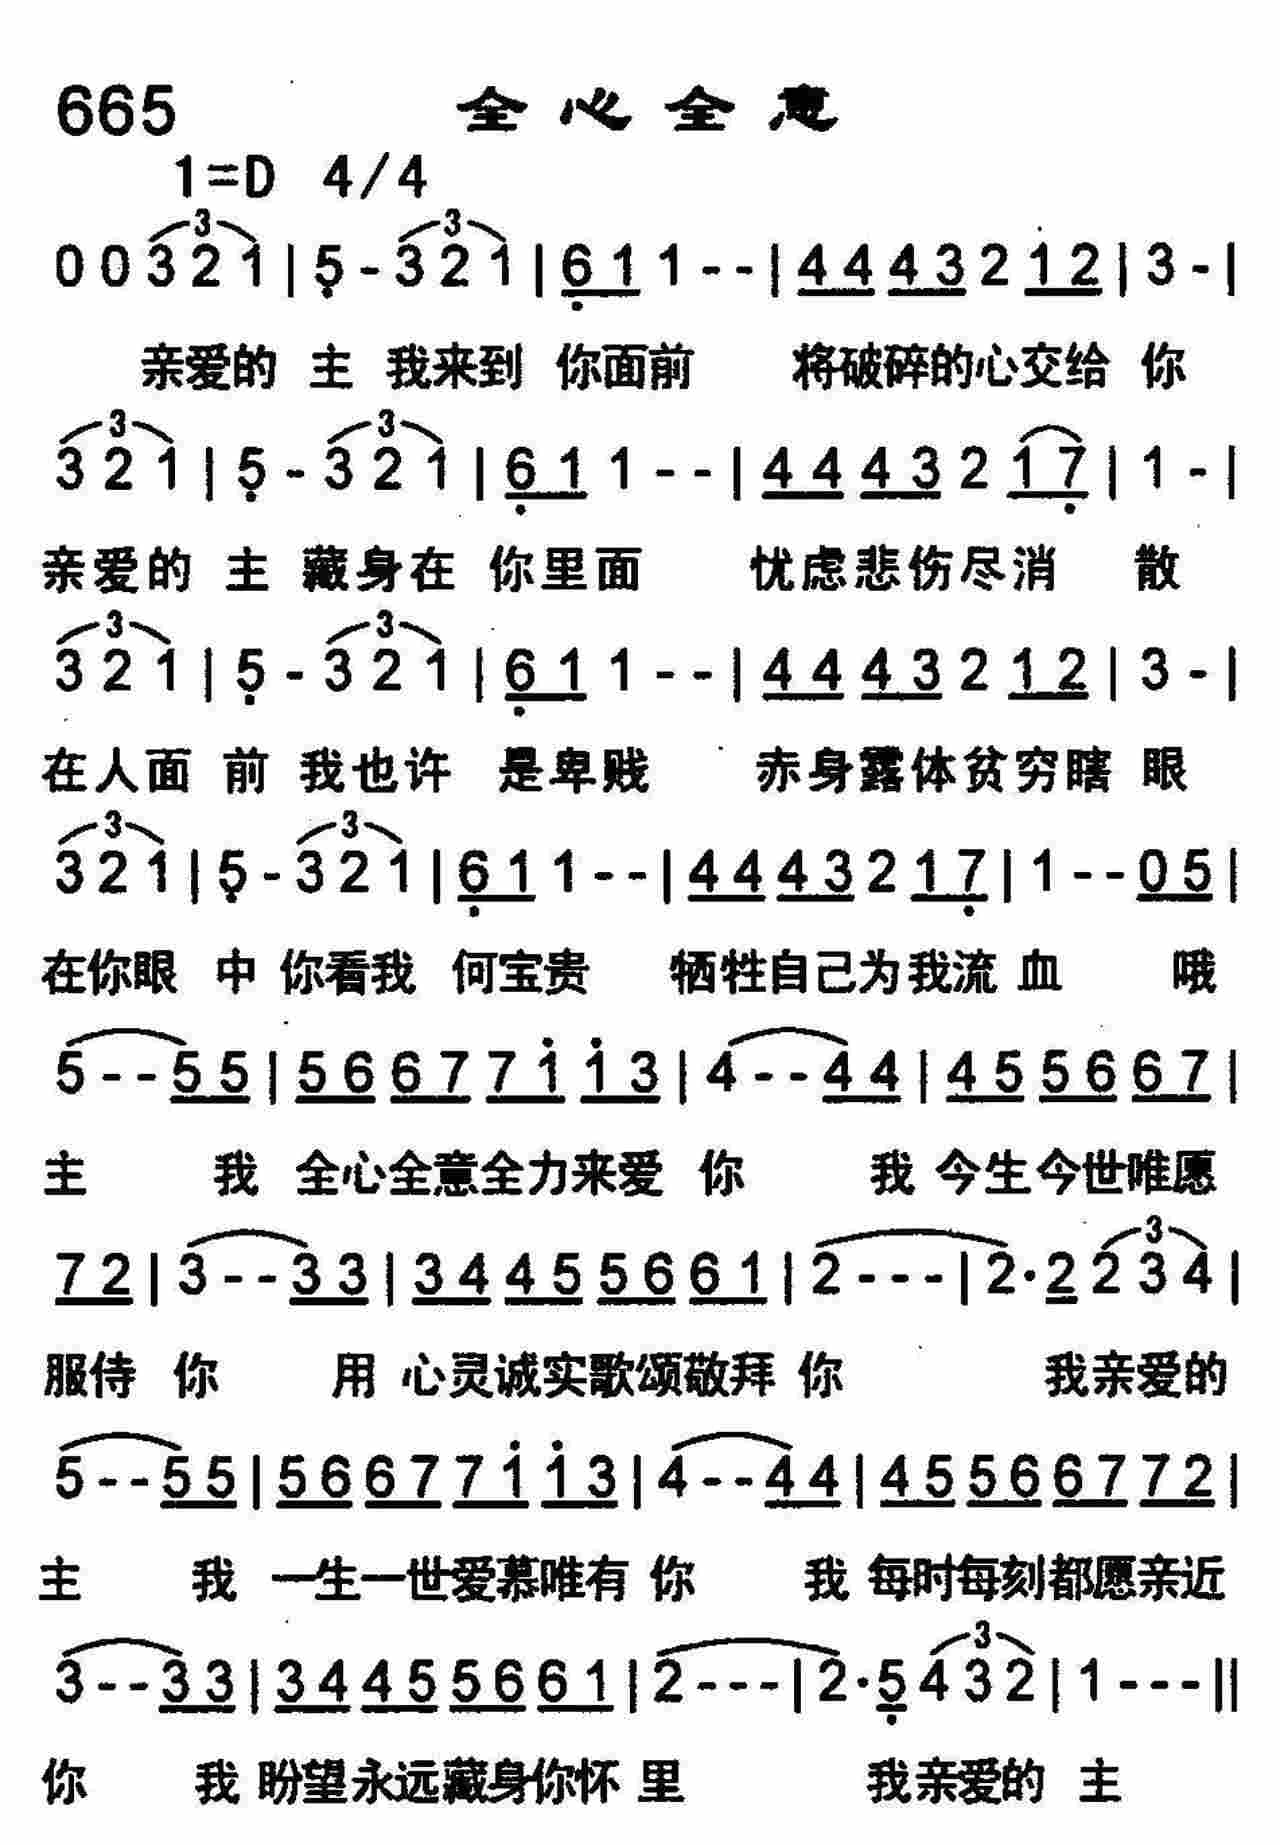 665 全心全意
1=D 4/4
0 0 3 2 1 | 5 - 3 2 1 | 6 1 1 - - | 4 4 4 3 2 1 2 | 3 - |
亲爱的 主 我来到 你面前 将破碎的心交给 你
3 2 1 | 5 - 3 2 1 | 6 1 1 - - | 4 4 4 3 2 1 7 | 1 - |
亲爱的 主 藏身在 你里面 忧虑悲伤尽消 散
3 2 1 | 5 - 3 2 1 | 6 1 1 - - | 4 4 4 3 2 1 2 | 3 - |
在人面 前 我也许 是卑贱 赤身露体贫穷瞎 眼
3 2 1 | 5 - 3 2 1 | 6 1 1 - - | 4 4 4 3 2 1 7 | 1 - - 0 5 |
在你眼 中 你看我 何宝贵 牺牲自己为我流 血 哦
5 - - 5 5 | 5 6 6 7 7 1 1 3 | 4 - - 4 4 | 4 5 5 6 6 7 |
主 我 全心全意全力来爱 你 我 今生今世唯愿
7 2 | 3 - - 3 3 | 3 4 4 5 5 6 6 1 | 2 - - - | 2 · 2 2 3 4 |
服侍 你 用 心灵诚实歌颂敬拜 你 我亲爱的
5 - - 5 5 | 5 6 6 7 7 1 1 3 | 4 - - 4 4 | 4 5 5 6 6 7 7 2 |
主 我 一生一世爱慕唯有 你 我 每时每刻都愿亲近
3 - - 3 3 | 3 4 4 5 5 6 6 1 | 2 - - - | 2 · 5 4 3 2 | 1 - - - ||
你 我 盼望永远藏身你怀 里 我亲爱的 主